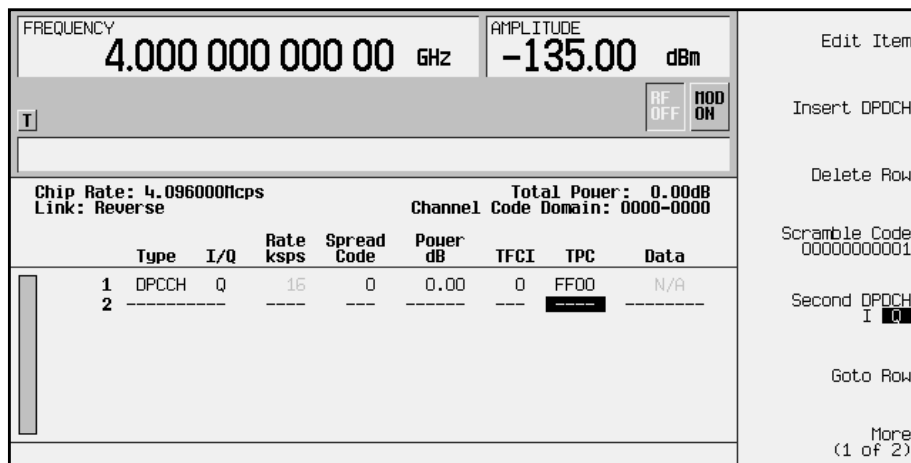 FREQUENCY
4.000 000 000 00 GHz
AMPLITUDE
-135.00 dBm
RF OFF
MOD ON
T
Chip Rate: 4.096000Mcps
Total Power: 0.00dB
Link: Reverse
Channel Code Domain: 0000-0000
Type I/Q Rate ksps Spread Code Power dB TFCI TPC Data
1 DPCCH Q 16 0 0.00 0 FF00 N/A
2 ---------- ---- --- ------ --- ---- --------
Edit Item
Insert DPDCH
Delete Row
Scramble Code
00000000001
Second DPDCH
I Q
Goto Row
More
(1 of 2)